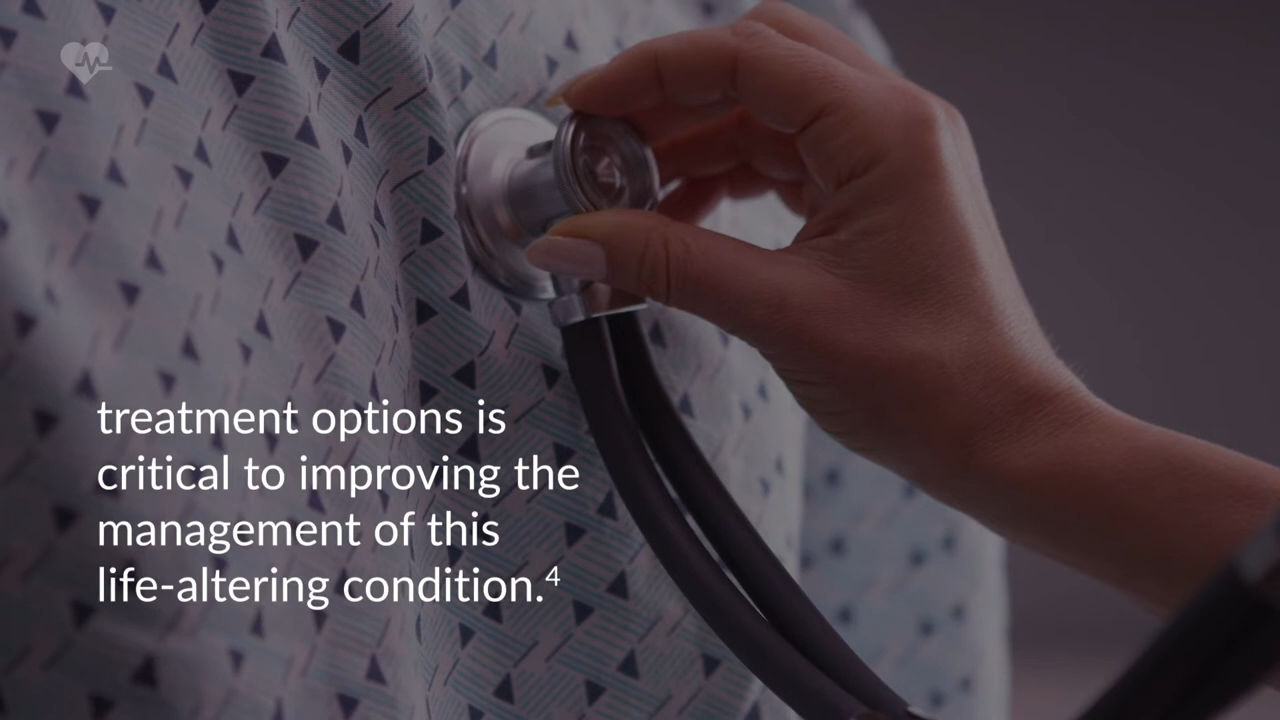 treatment options is
critical to improving the
management of this
life-altering condition.⁴